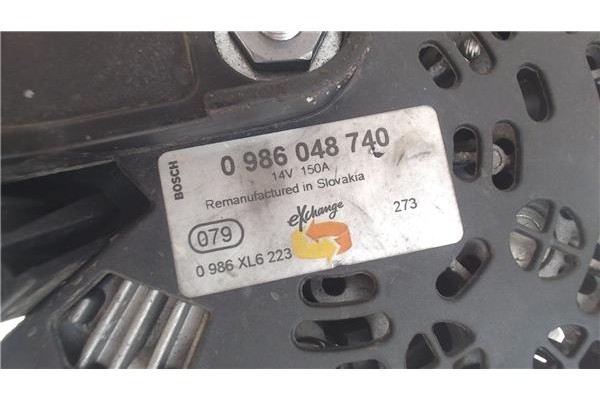 BOSCH
0 986 048 740
14V 150A
Remanufactured in Slovakia
eXchange
273
079
0 986 XL6 223